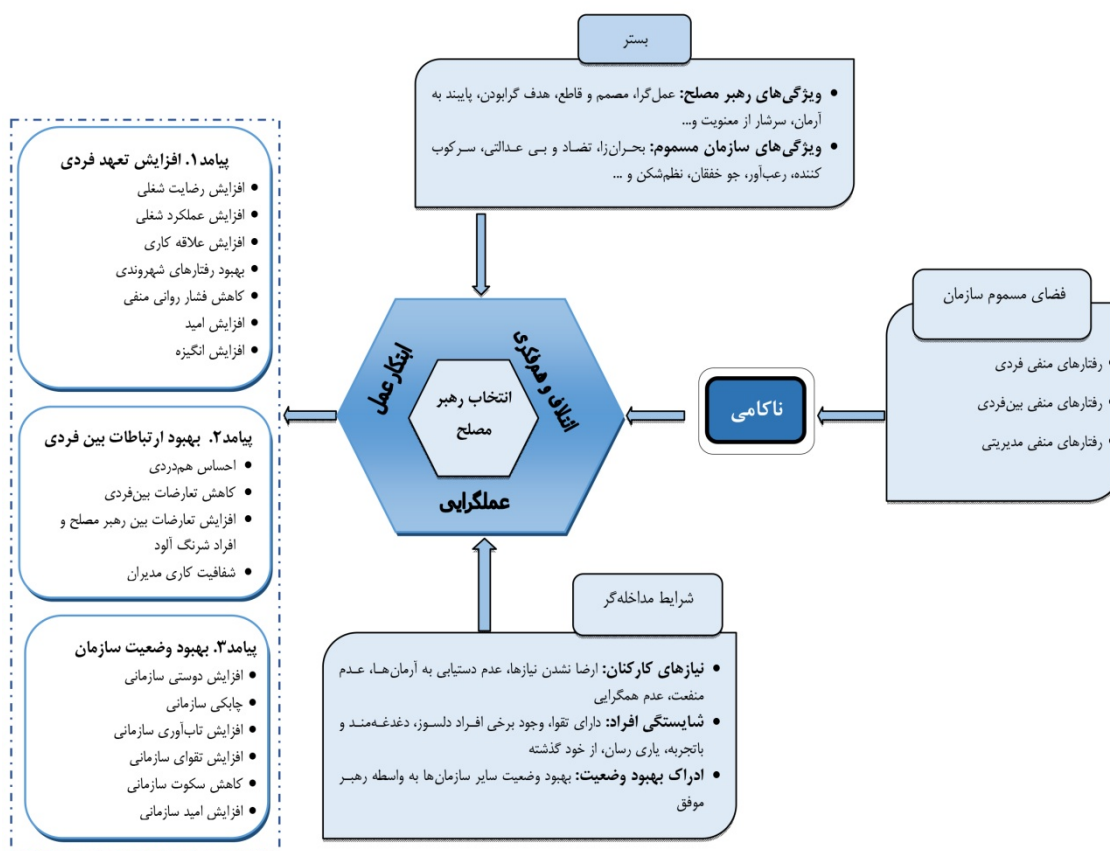 بستر
• ویژگی‌های رهبر مصلح: عمل‌گرا، مصمم و قاطع، هدف گرابودن، پایبند به
آرمان، سرشار از معنویت و...
• ویژگی‌های سازمان مسموم: بحران‌زا، تضاد و بی عدالتی، سرکوب
کننده، رعب‌آور، جو خفقان، نظم‌شکن و ...
فضای مسموم سازمان
• رفتارهای منفی فردی
• رفتارهای منفی بین‌فردی
• رفتارهای منفی مدیریتی
ناکامی
ائتلاف و هم‌فکری
ابتکار عمل
عملگرایی
انتخاب رهبر
مصلح
شرایط مداخله‌گر
• نیازهای کارکنان: ارضا نشدن نیازها، عدم دستیابی به آرمان‌ها، عدم
منفعت، عدم همگرایی
• شایستگی افراد: دارای تقوا، وجود برخی افراد دلسوز، دغدغه‌مند و
باتجربه، یاری رسان، از خود گذشته
• ادراک بهبود وضعیت: بهبود وضعیت سایر سازمان‌ها به واسطه رهبر
موفق
پیامد۱. افزایش تعهد فردی
• افزایش رضایت شغلی
• افزایش عملکرد شغلی
• افزایش علاقه کاری
• بهبود رفتارهای شهروندی
• کاهش فشار روانی منفی
• افزایش امید
• افزایش انگیزه
پیامد۲. بهبود ارتباطات بین فردی
• احساس هم‌دردی
• کاهش تعارضات بین‌فردی
• افزایش تعارضات بین رهبر مصلح و
افراد شرنگ آلود
• شفافیت کاری مدیران
پیامد۳. بهبود وضعیت سازمان
• افزایش دوستی سازمانی
• چابکی سازمانی
• افزایش تاب‌آوری سازمانی
• افزایش تقوای سازمانی
• کاهش سکوت سازمانی
• افزایش امید سازمانی